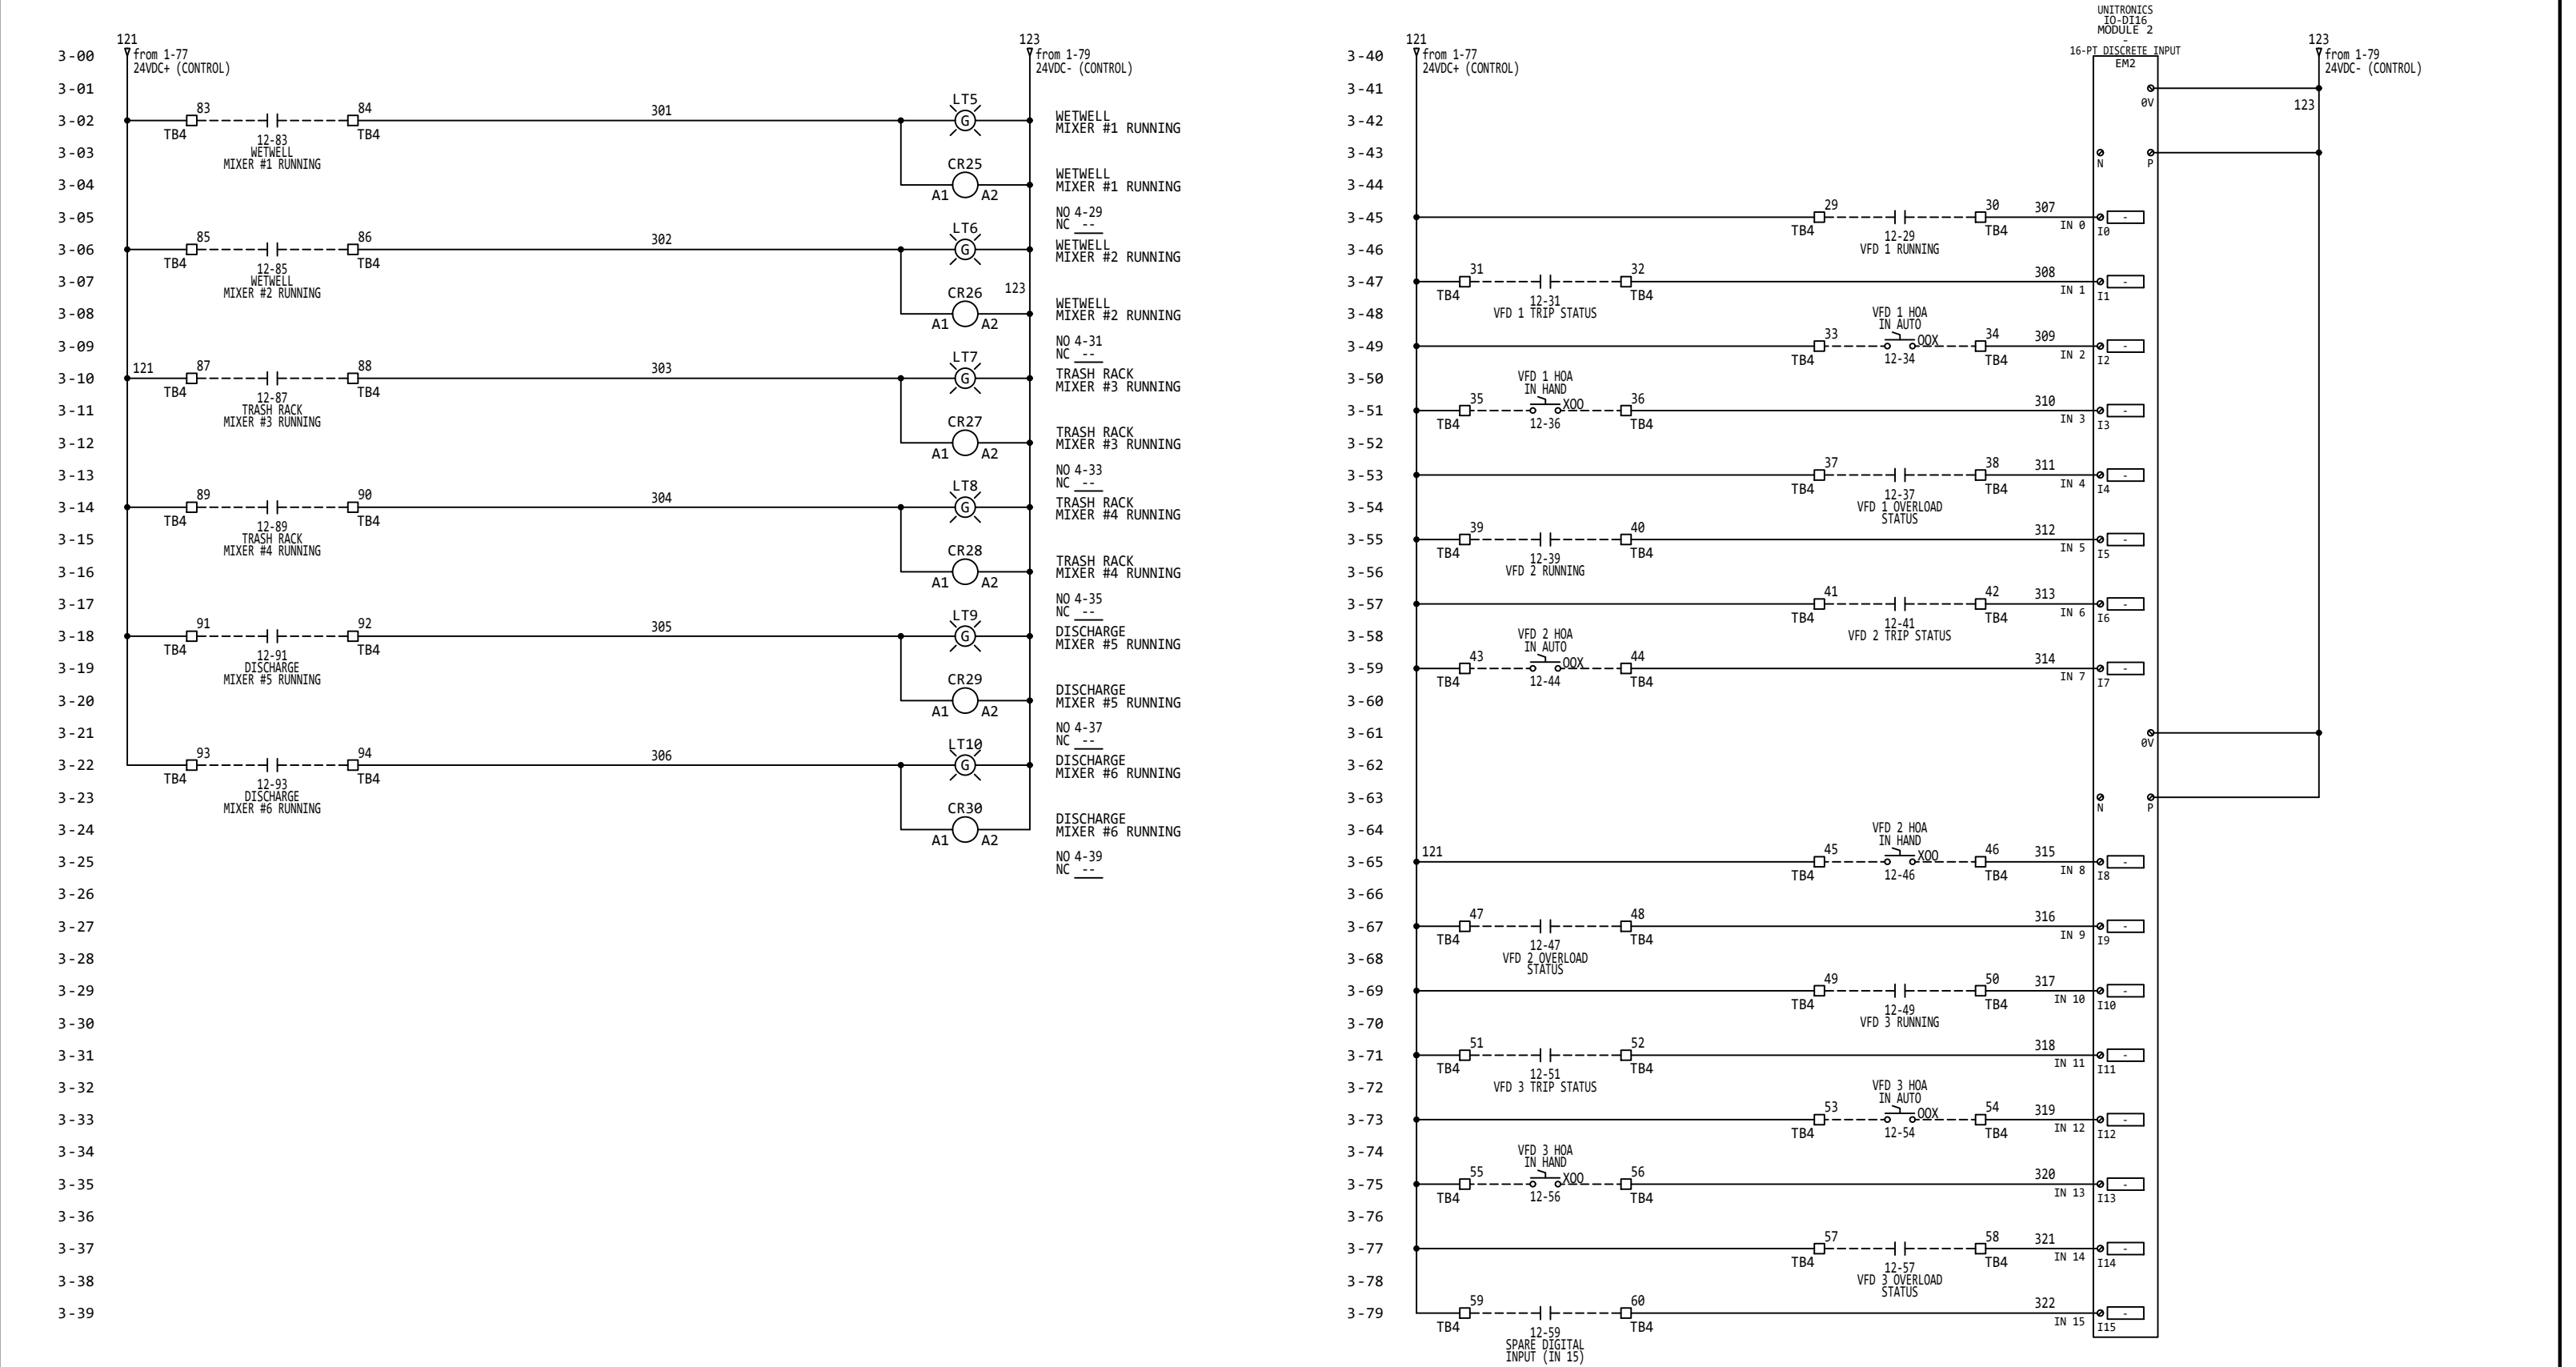 121
from 1-77
24VDC+ (CONTROL)
123
from 1-79
24VDC- (CONTROL)
3-00
3-01
3-02
83
TB4
12-83
WETWELL
MIXER #1 RUNNING
84
TB4
301
LT5
G
WETWELL
MIXER #1 RUNNING
3-03
3-04
CR25
A1
A2
WETWELL
MIXER #1 RUNNING
3-05
NO 4-29
NC --
3-06
85
TB4
12-85
WETWELL
MIXER #2 RUNNING
86
TB4
302
LT6
G
WETWELL
MIXER #2 RUNNING
3-07
123
3-08
CR26
A1
A2
WETWELL
MIXER #2 RUNNING
3-09
NO 4-31
NC --
3-10
121
87
TB4
12-87
TRASH RACK
MIXER #3 RUNNING
88
TB4
303
LT7
G
TRASH RACK
MIXER #3 RUNNING
3-11
3-12
CR27
A1
A2
TRASH RACK
MIXER #3 RUNNING
3-13
NO 4-33
NC --
3-14
89
TB4
12-89
TRASH RACK
MIXER #4 RUNNING
90
TB4
304
LT8
G
TRASH RACK
MIXER #4 RUNNING
3-15
3-16
CR28
A1
A2
TRASH RACK
MIXER #4 RUNNING
3-17
NO 4-35
NC --
3-18
91
TB4
12-91
DISCHARGE
MIXER #5 RUNNING
92
TB4
305
LT9
G
DISCHARGE
MIXER #5 RUNNING
3-19
3-20
CR29
A1
A2
DISCHARGE
MIXER #5 RUNNING
3-21
NO 4-37
NC --
3-22
93
TB4
12-93
DISCHARGE
MIXER #6 RUNNING
94
TB4
306
LT10
G
DISCHARGE
MIXER #6 RUNNING
3-23
3-24
CR30
A1
A2
DISCHARGE
MIXER #6 RUNNING
3-25
NO 4-39
NC --
3-26
3-27
3-28
3-29
3-30
3-31
3-32
3-33
3-34
3-35
3-36
3-37
3-38
3-39
121
from 1-77
24VDC+ (CONTROL)
UNITRONICS
IO-DI16
MODULE 2
-
16-PT DISCRETE INPUT
EM2
123
from 1-79
24VDC- (CONTROL)
3-40
3-41
0V
123
3-42
3-43
N
P
3-44
3-45
29
TB4
12-29
VFD 1 RUNNING
30
TB4
307
IN 0
I0
-
3-46
3-47
31
TB4
12-31
VFD 1 TRIP STATUS
32
TB4
308
IN 1
I1
-
3-48
3-49
33
TB4
VFD 1 HOA
IN AUTO
OOX
12-34
34
TB4
309
IN 2
I2
-
3-50
3-51
35
TB4
VFD 1 HOA
IN HAND
XOO
12-36
36
TB4
310
IN 3
I3
-
3-52
3-53
37
TB4
12-37
VFD 1 OVERLOAD
STATUS
38
TB4
311
IN 4
I4
-
3-54
3-55
39
TB4
12-39
VFD 2 RUNNING
40
TB4
312
IN 5
I5
-
3-56
3-57
41
TB4
12-41
VFD 2 TRIP STATUS
42
TB4
313
IN 6
I6
-
3-58
3-59
43
TB4
VFD 2 HOA
IN AUTO
OOX
12-44
44
TB4
314
IN 7
I7
-
3-60
3-61
0V
3-62
3-63
N
P
3-64
3-65
121
45
TB4
VFD 2 HOA
IN HAND
XOO
12-46
46
TB4
315
IN 8
I8
-
3-66
3-67
47
TB4
12-47
VFD 2 OVERLOAD
STATUS
48
TB4
316
IN 9
I9
-
3-68
3-69
49
TB4
12-49
VFD 3 RUNNING
50
TB4
317
IN 10
I10
-
3-70
3-71
51
TB4
12-51
VFD 3 TRIP STATUS
52
TB4
318
IN 11
I11
-
3-72
3-73
53
TB4
VFD 3 HOA
IN AUTO
OOX
12-54
54
TB4
319
IN 12
I12
-
3-74
3-75
55
TB4
VFD 3 HOA
IN HAND
XOO
12-56
56
TB4
320
IN 13
I13
-
3-76
3-77
57
TB4
12-57
VFD 3 OVERLOAD
STATUS
58
TB4
321
IN 14
I14
-
3-78
3-79
59
TB4
12-59
SPARE DIGITAL
INPUT (IN 15)
60
TB4
322
IN 15
I15
-